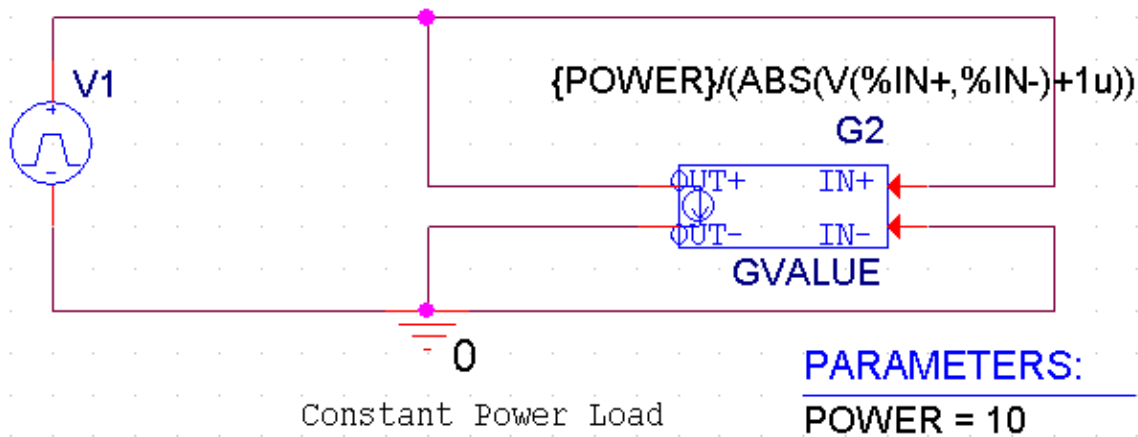 V1
{POWER}/(ABS(V(%IN+,%IN-)+1u))
G2
OUT+ IN+
OUT- IN-
GVALUE
0
PARAMETERS:
Constant Power Load
POWER = 10